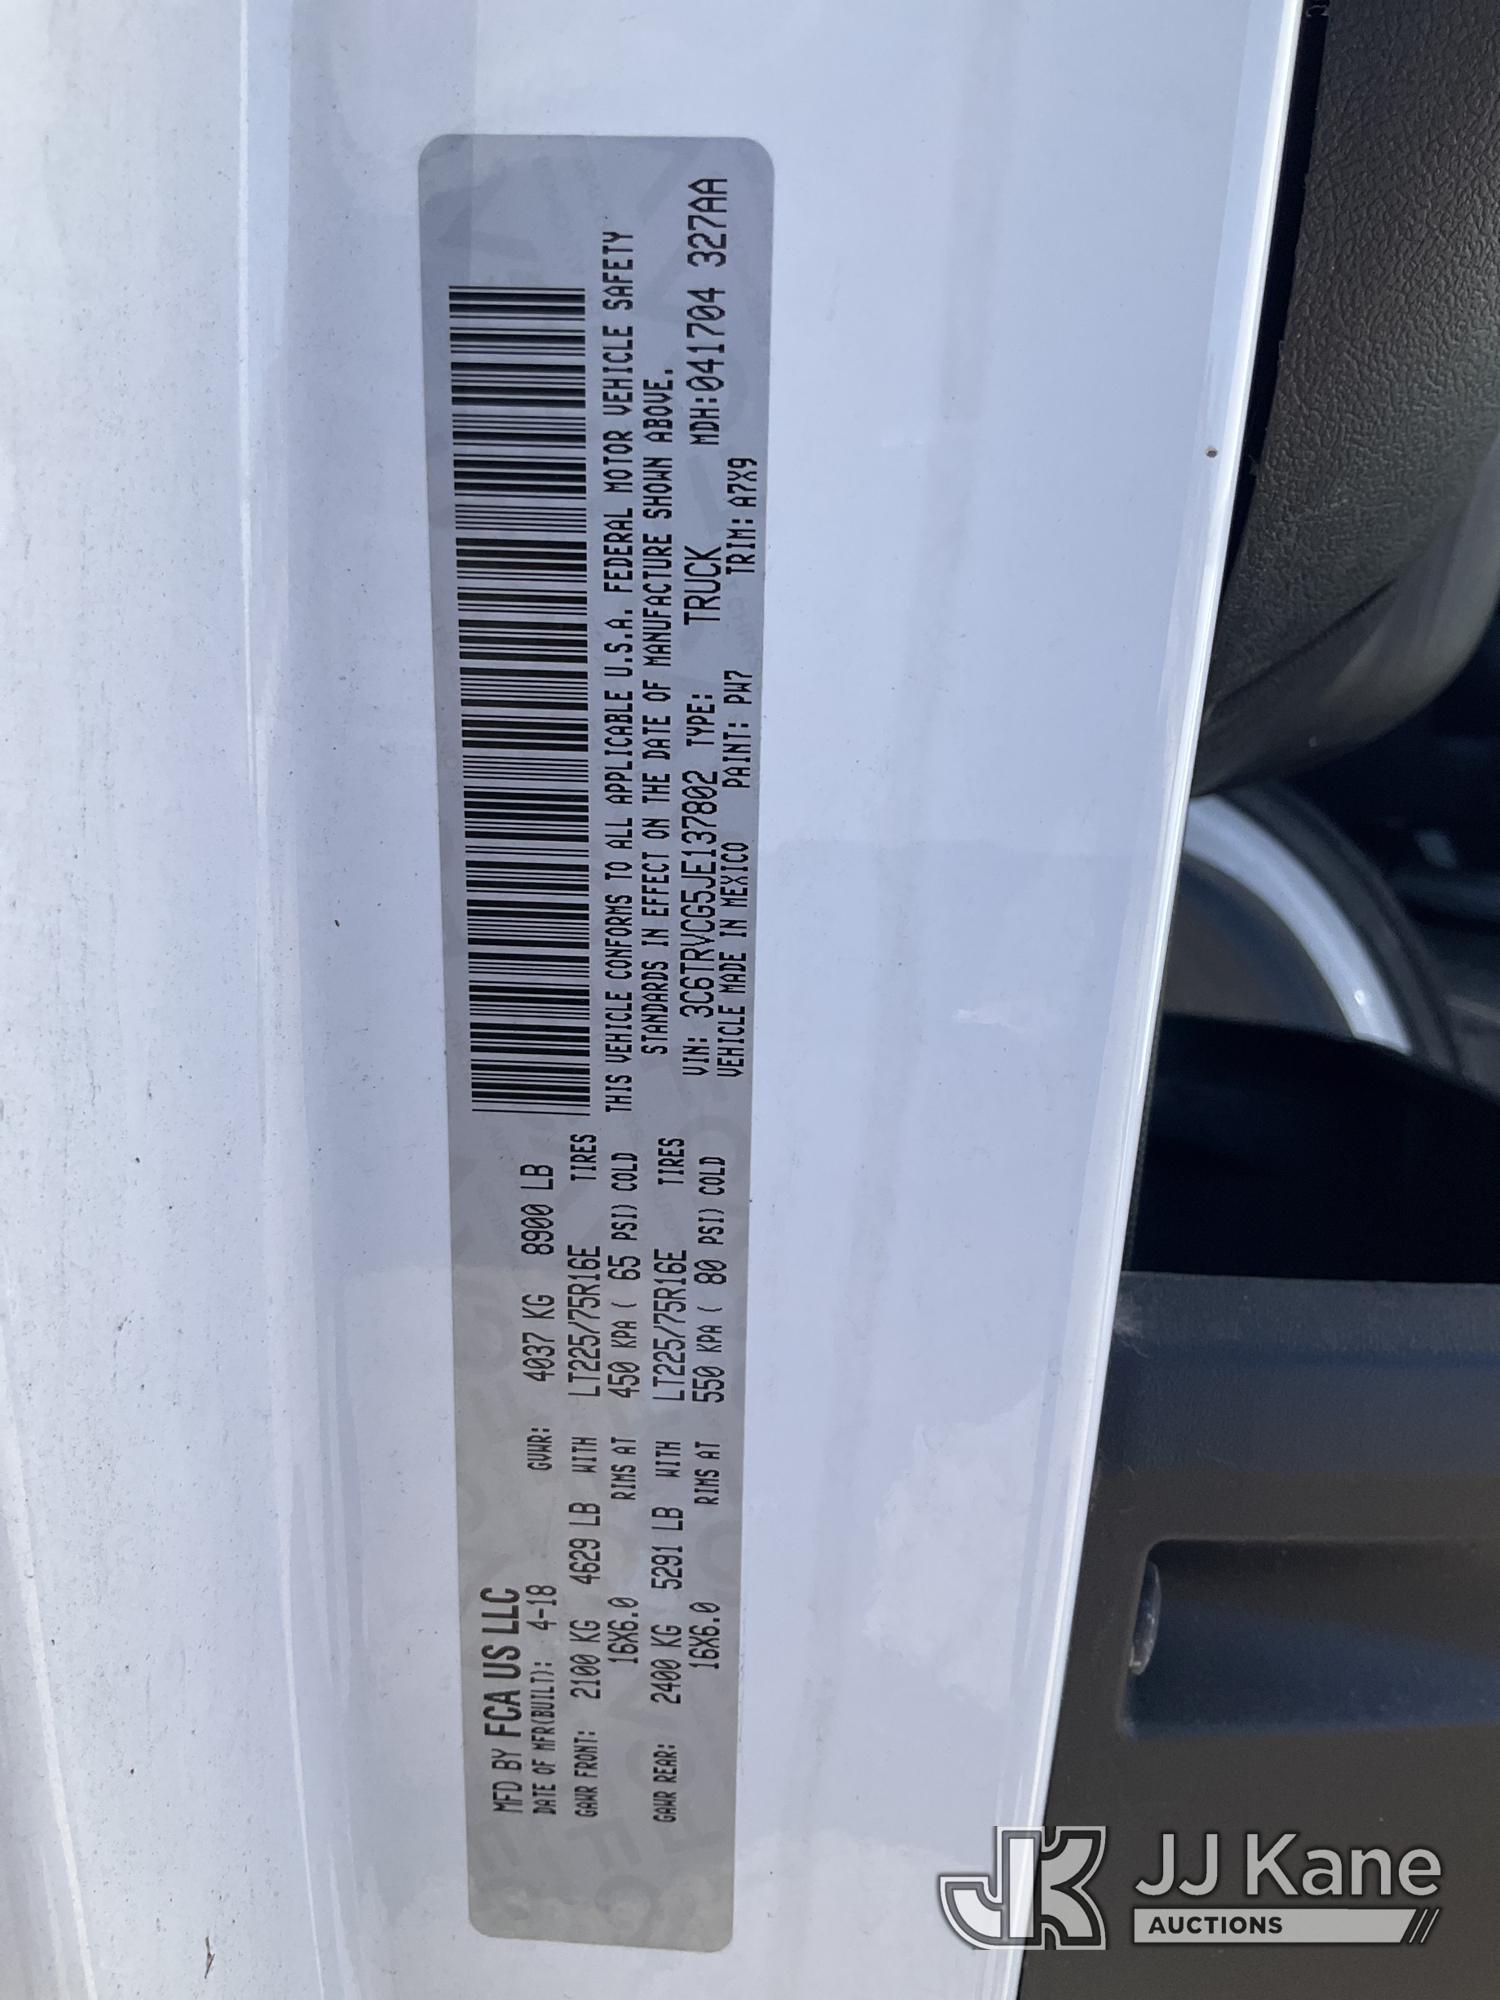 MFD BY FCA US LLC
DATE OF MFR(BUILT): 4-18 GVWR: 4037 KG 8900 LB
GAWR FRONT: 2100 KG 4629 LB WITH LT225/75R16E TIRES
16X6.0 RIMS AT 450 KPA ( 65 PSI) COLD
GAWR REAR: 2400 KG 5291 LB WITH LT225/75R16E TIRES
16X6.0 RIMS AT 550 KPA ( 80 PSI) COLD
THIS VEHICLE CONFORMS TO ALL APPLICABLE U.S.A. FEDERAL MOTOR VEHICLE SAFETY
STANDARDS IN EFFECT ON THE DATE OF MANUFACTURE SHOWN ABOVE.
VIN: 3C6TRVCG5JE137802 TYPE: TRUCK MDH:041704 327AA
VEHICLE MADE IN MEXICO PAINT: PW7 TRIM: A7X9
JK JJ Kane
AUCTIONS